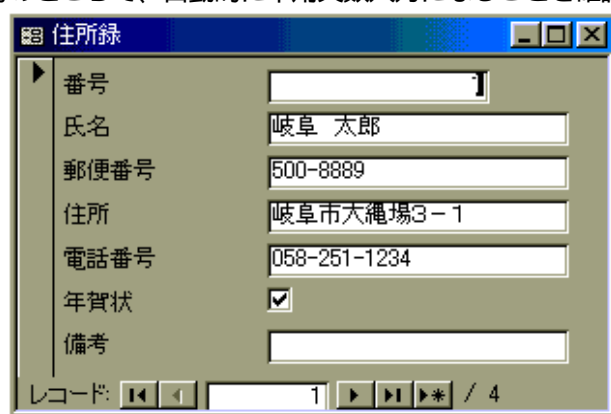 住所録
番号 1
氏名 岐阜 太郎
郵便番号 500-8889
住所 岐阜市大縄場3－1
電話番号 058-251-1234
年賀状
備考
レコード: 1 / 4